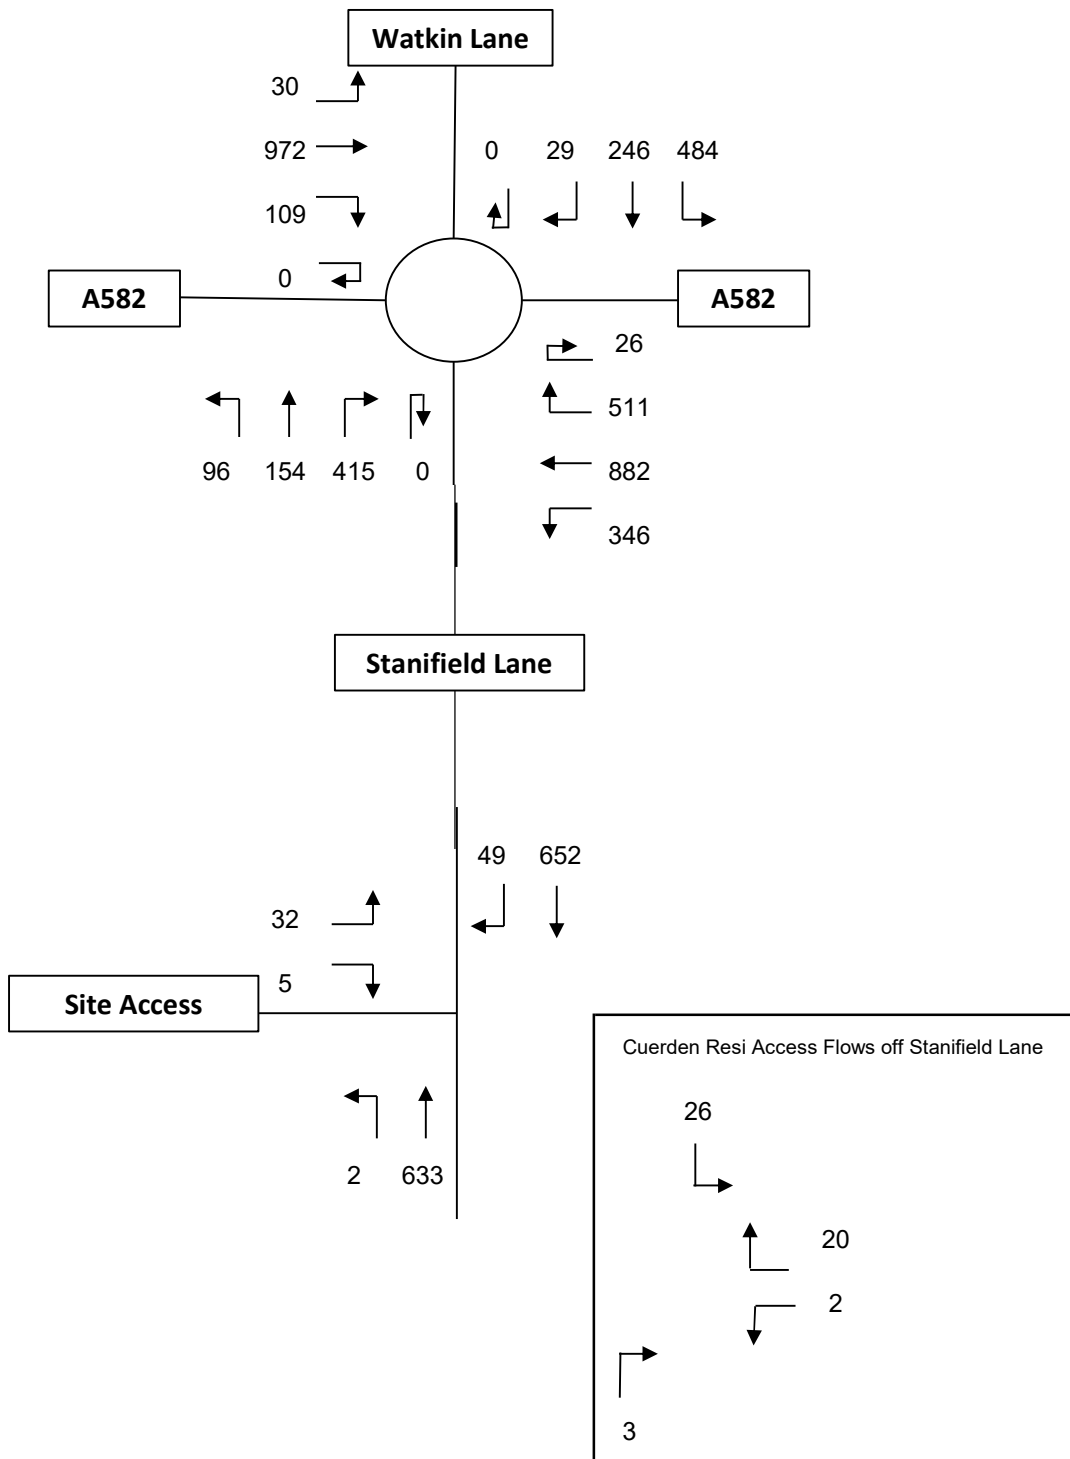 Watkin Lane
30
972
0 29 246 484
109
0
A582
A582
26
511
96 154 415 0
882
346
Stanifield Lane
49 652
32
5
Site Access
Cuerden Resi Access Flows off Stanifield Lane
26
2 633
20
2
3